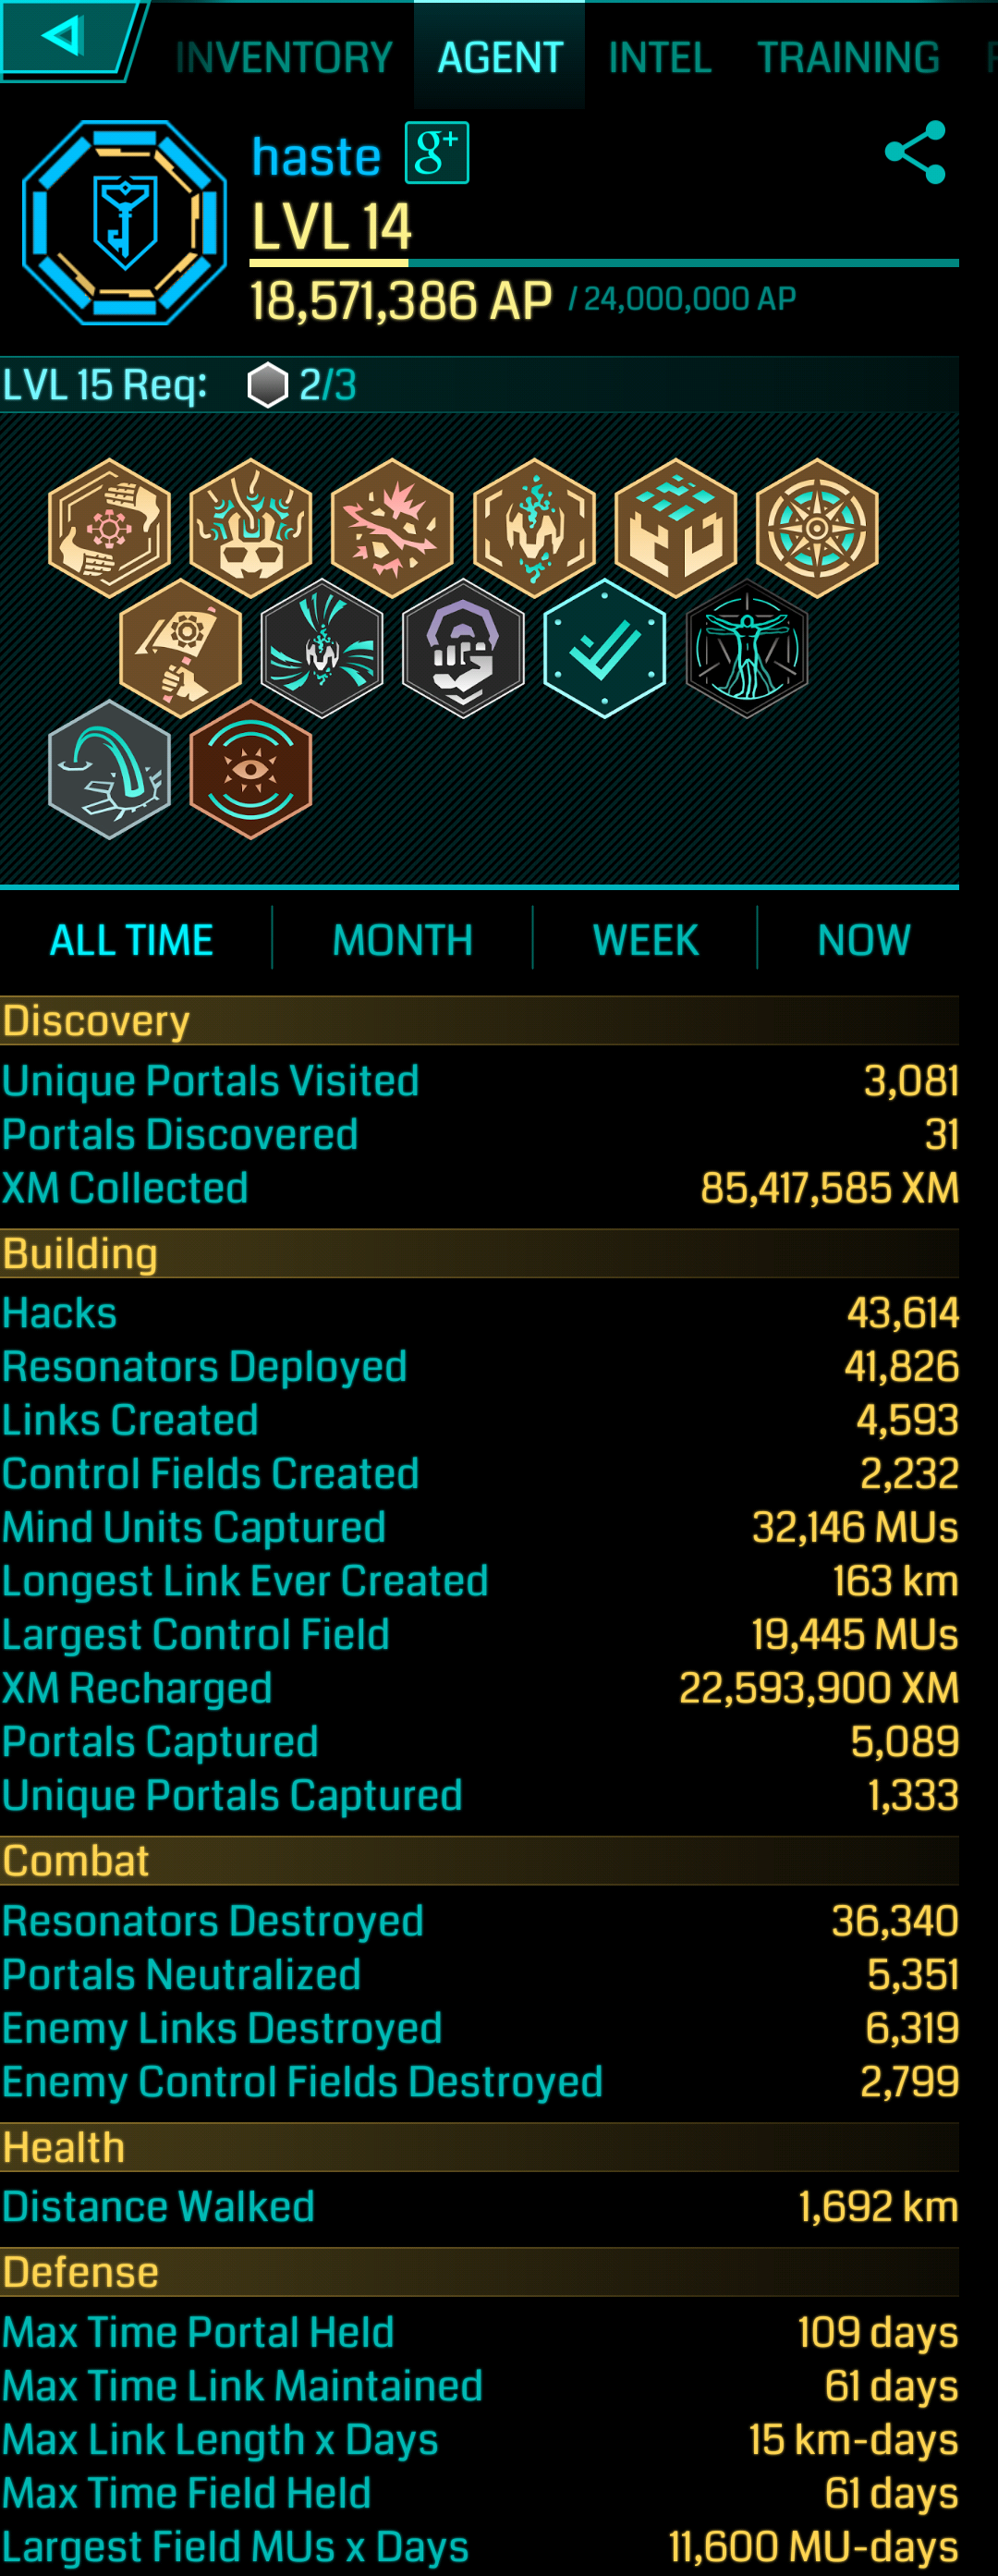 INVENTORY AGENT INTEL TRAINING
haste g+
LVL 14
18,571,386 AP / 24,000,000 AP
LVL 15 Req: 2/3
ALL TIME MONTH WEEK NOW
Discovery
Unique Portals Visited 3,081
Portals Discovered 31
XM Collected 85,417,585 XM
Building
Hacks 43,614
Resonators Deployed 41,826
Links Created 4,593
Control Fields Created 2,232
Mind Units Captured 32,146 MUs
Longest Link Ever Created 163 km
Largest Control Field 19,445 MUs
XM Recharged 22,593,900 XM
Portals Captured 5,089
Unique Portals Captured 1,333
Combat
Resonators Destroyed 36,340
Portals Neutralized 5,351
Enemy Links Destroyed 6,319
Enemy Control Fields Destroyed 2,799
Health
Distance Walked 1,692 km
Defense
Max Time Portal Held 109 days
Max Time Link Maintained 61 days
Max Link Length x Days 15 km-days
Max Time Field Held 61 days
Largest Field MUs x Days 11,600 MU-days